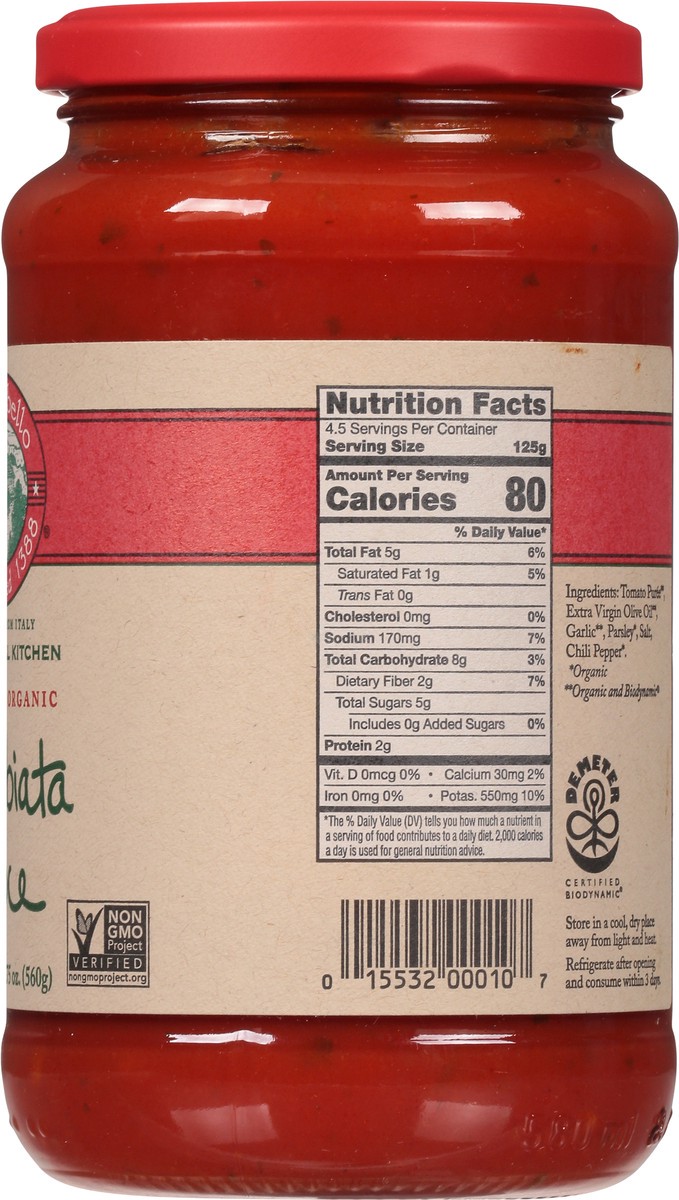 bello
1388
®
OM ITALY
L KITCHEN
ORGANIC
biata
ce
75 oz. (560g)
NON
GMO
Project
VERIFIED
nongmoproject.org
Nutrition Facts
4.5 Servings Per Container
Serving Size 125g
Amount Per Serving
Calories 80
% Daily Value*
Total Fat 5g 6%
Saturated Fat 1g 5%
Trans Fat 0g
Cholesterol 0mg 0%
Sodium 170mg 7%
Total Carbohydrate 8g 3%
Dietary Fiber 2g 7%
Total Sugars 5g
Includes 0g Added Sugars 0%
Protein 2g
Vit. D 0mcg 0% • Calcium 30mg 2%
Iron 0mg 0% • Potas. 550mg 10%
*The % Daily Value (DV) tells you how much a nutrient in
a serving of food contributes to a daily diet. 2,000 calories
a day is used for general nutrition advice.
0 15532 00010 7
Ingredients: Tomato Purée*,
Extra Virgin Olive Oil**,
Garlic**, Parsley*, Salt,
Chili Pepper*.
*Organic
**Organic and Biodynamic®
DEMETER
CERTIFIED
BIODYNAMIC®
Store in a cool, dry place
away from light and heat.
Refrigerate after opening
and consume within 3 days.